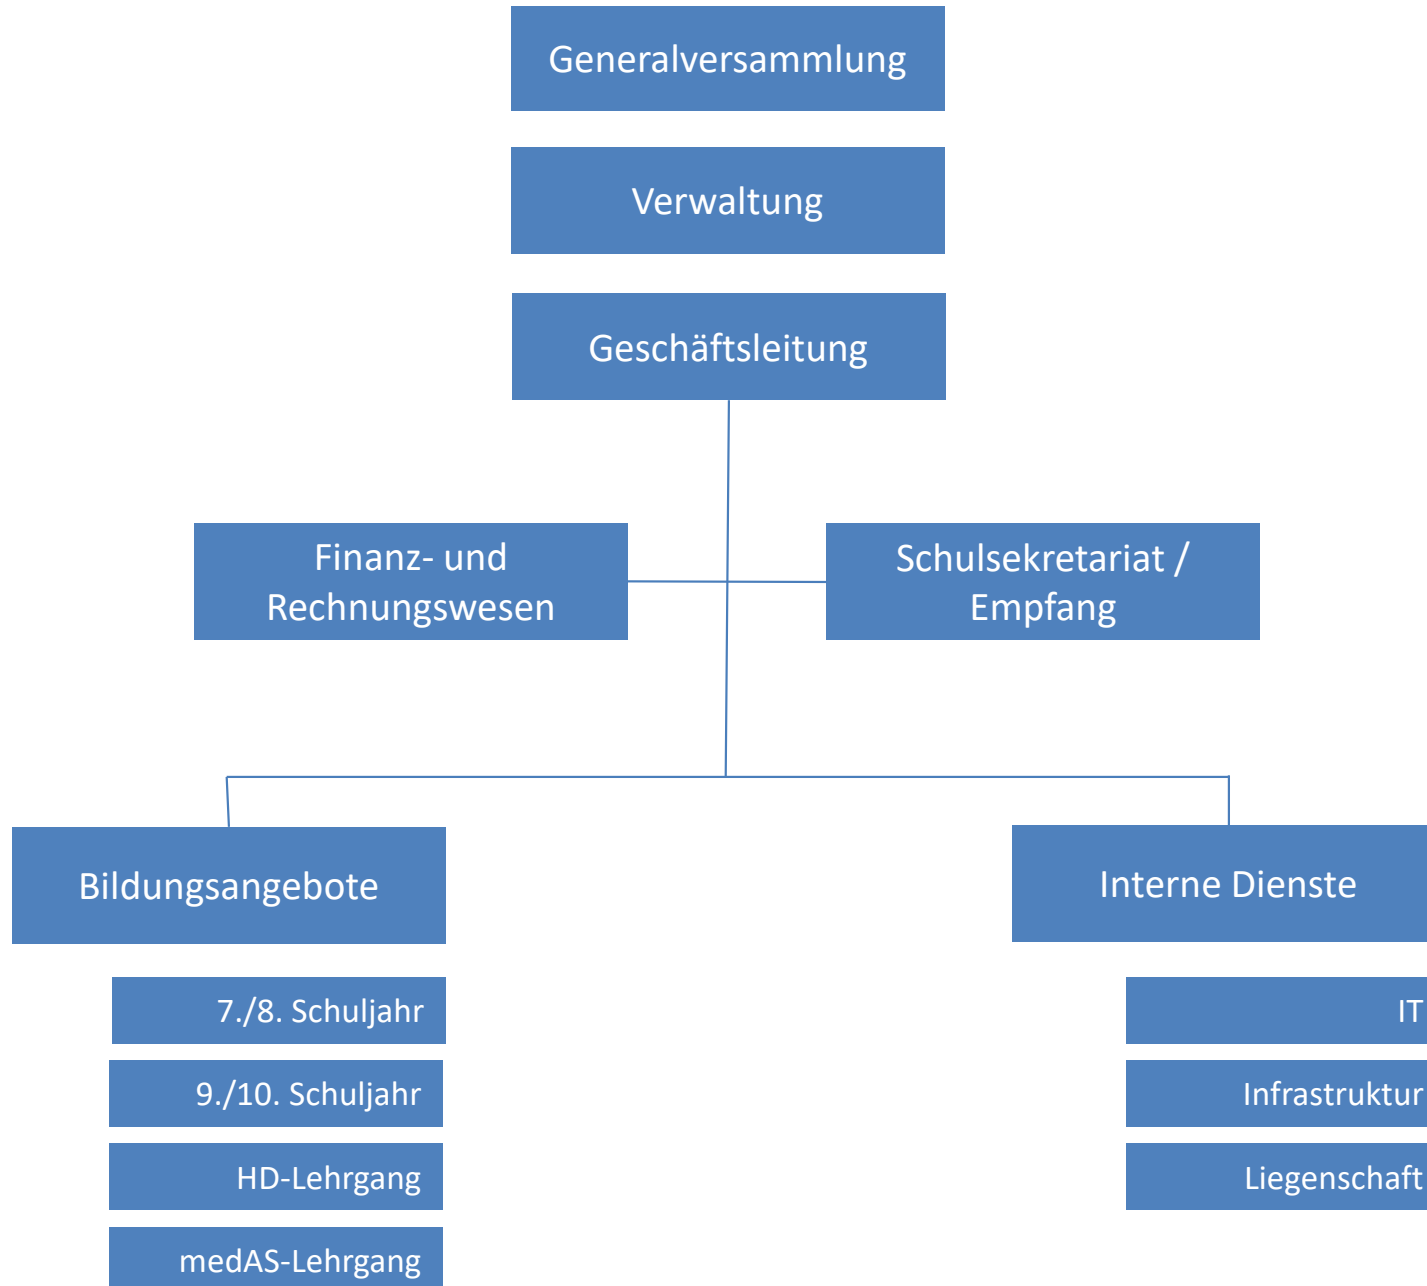 Generalversammlung
Verwaltung
Geschäftsleitung
Finanz- und
Rechnungswesen
Schulsekretariat /
Empfang
Bildungsangebote
7./8. Schuljahr
9./10. Schuljahr
HD-Lehrgang
medAS-Lehrgang
Interne Dienste
IT
Infrastruktur
Liegenschaft